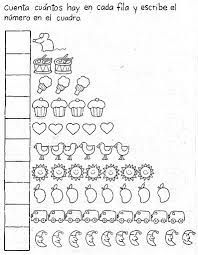 Cuenta cuántos hay en cada fila y escribe el
número en el cuadro.